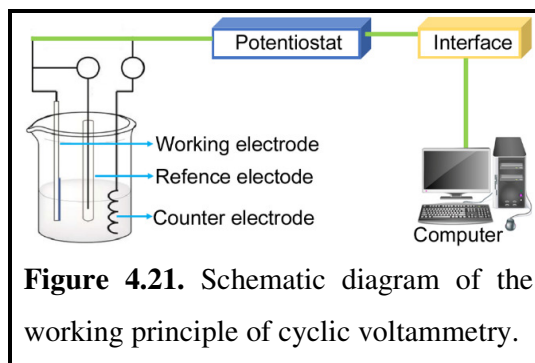 Potentiostat
Interface
Working electrode
Refence electode
Counter electrode
Computer
Figure 4.21. Schematic diagram of the
working principle of cyclic voltammetry.